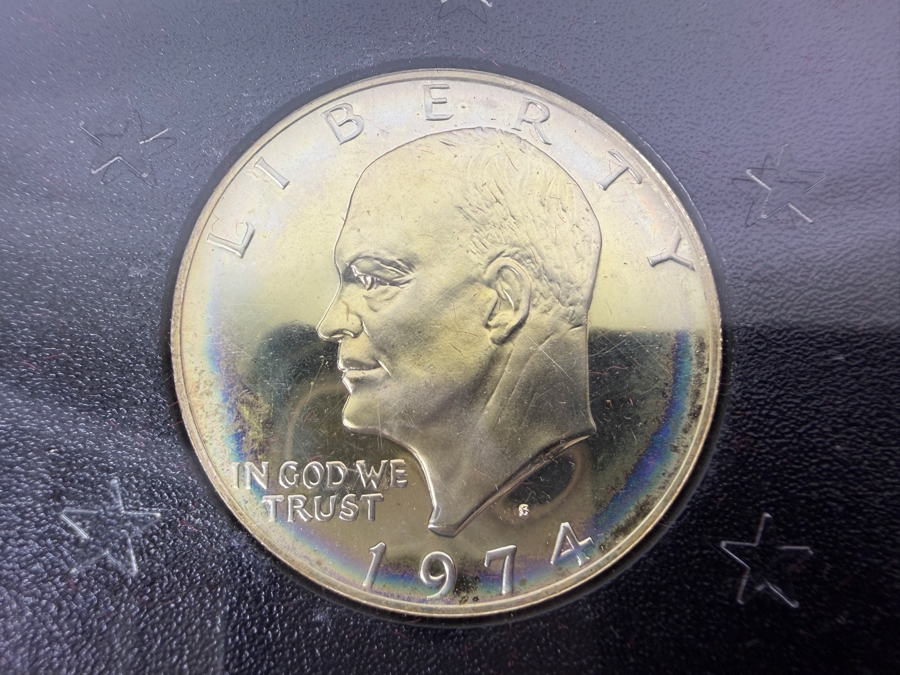 LIBERTY
IN GOD WE
TRUST
S
1974